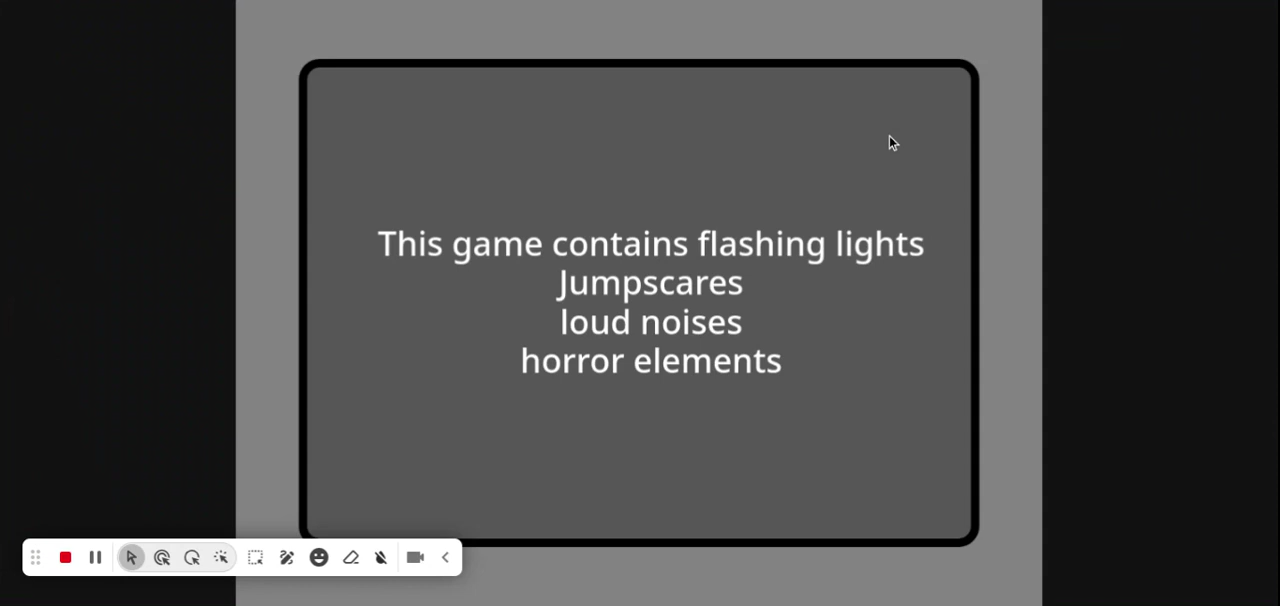 This game contains flashing lights
Jumpscares
loud noises
horror elements